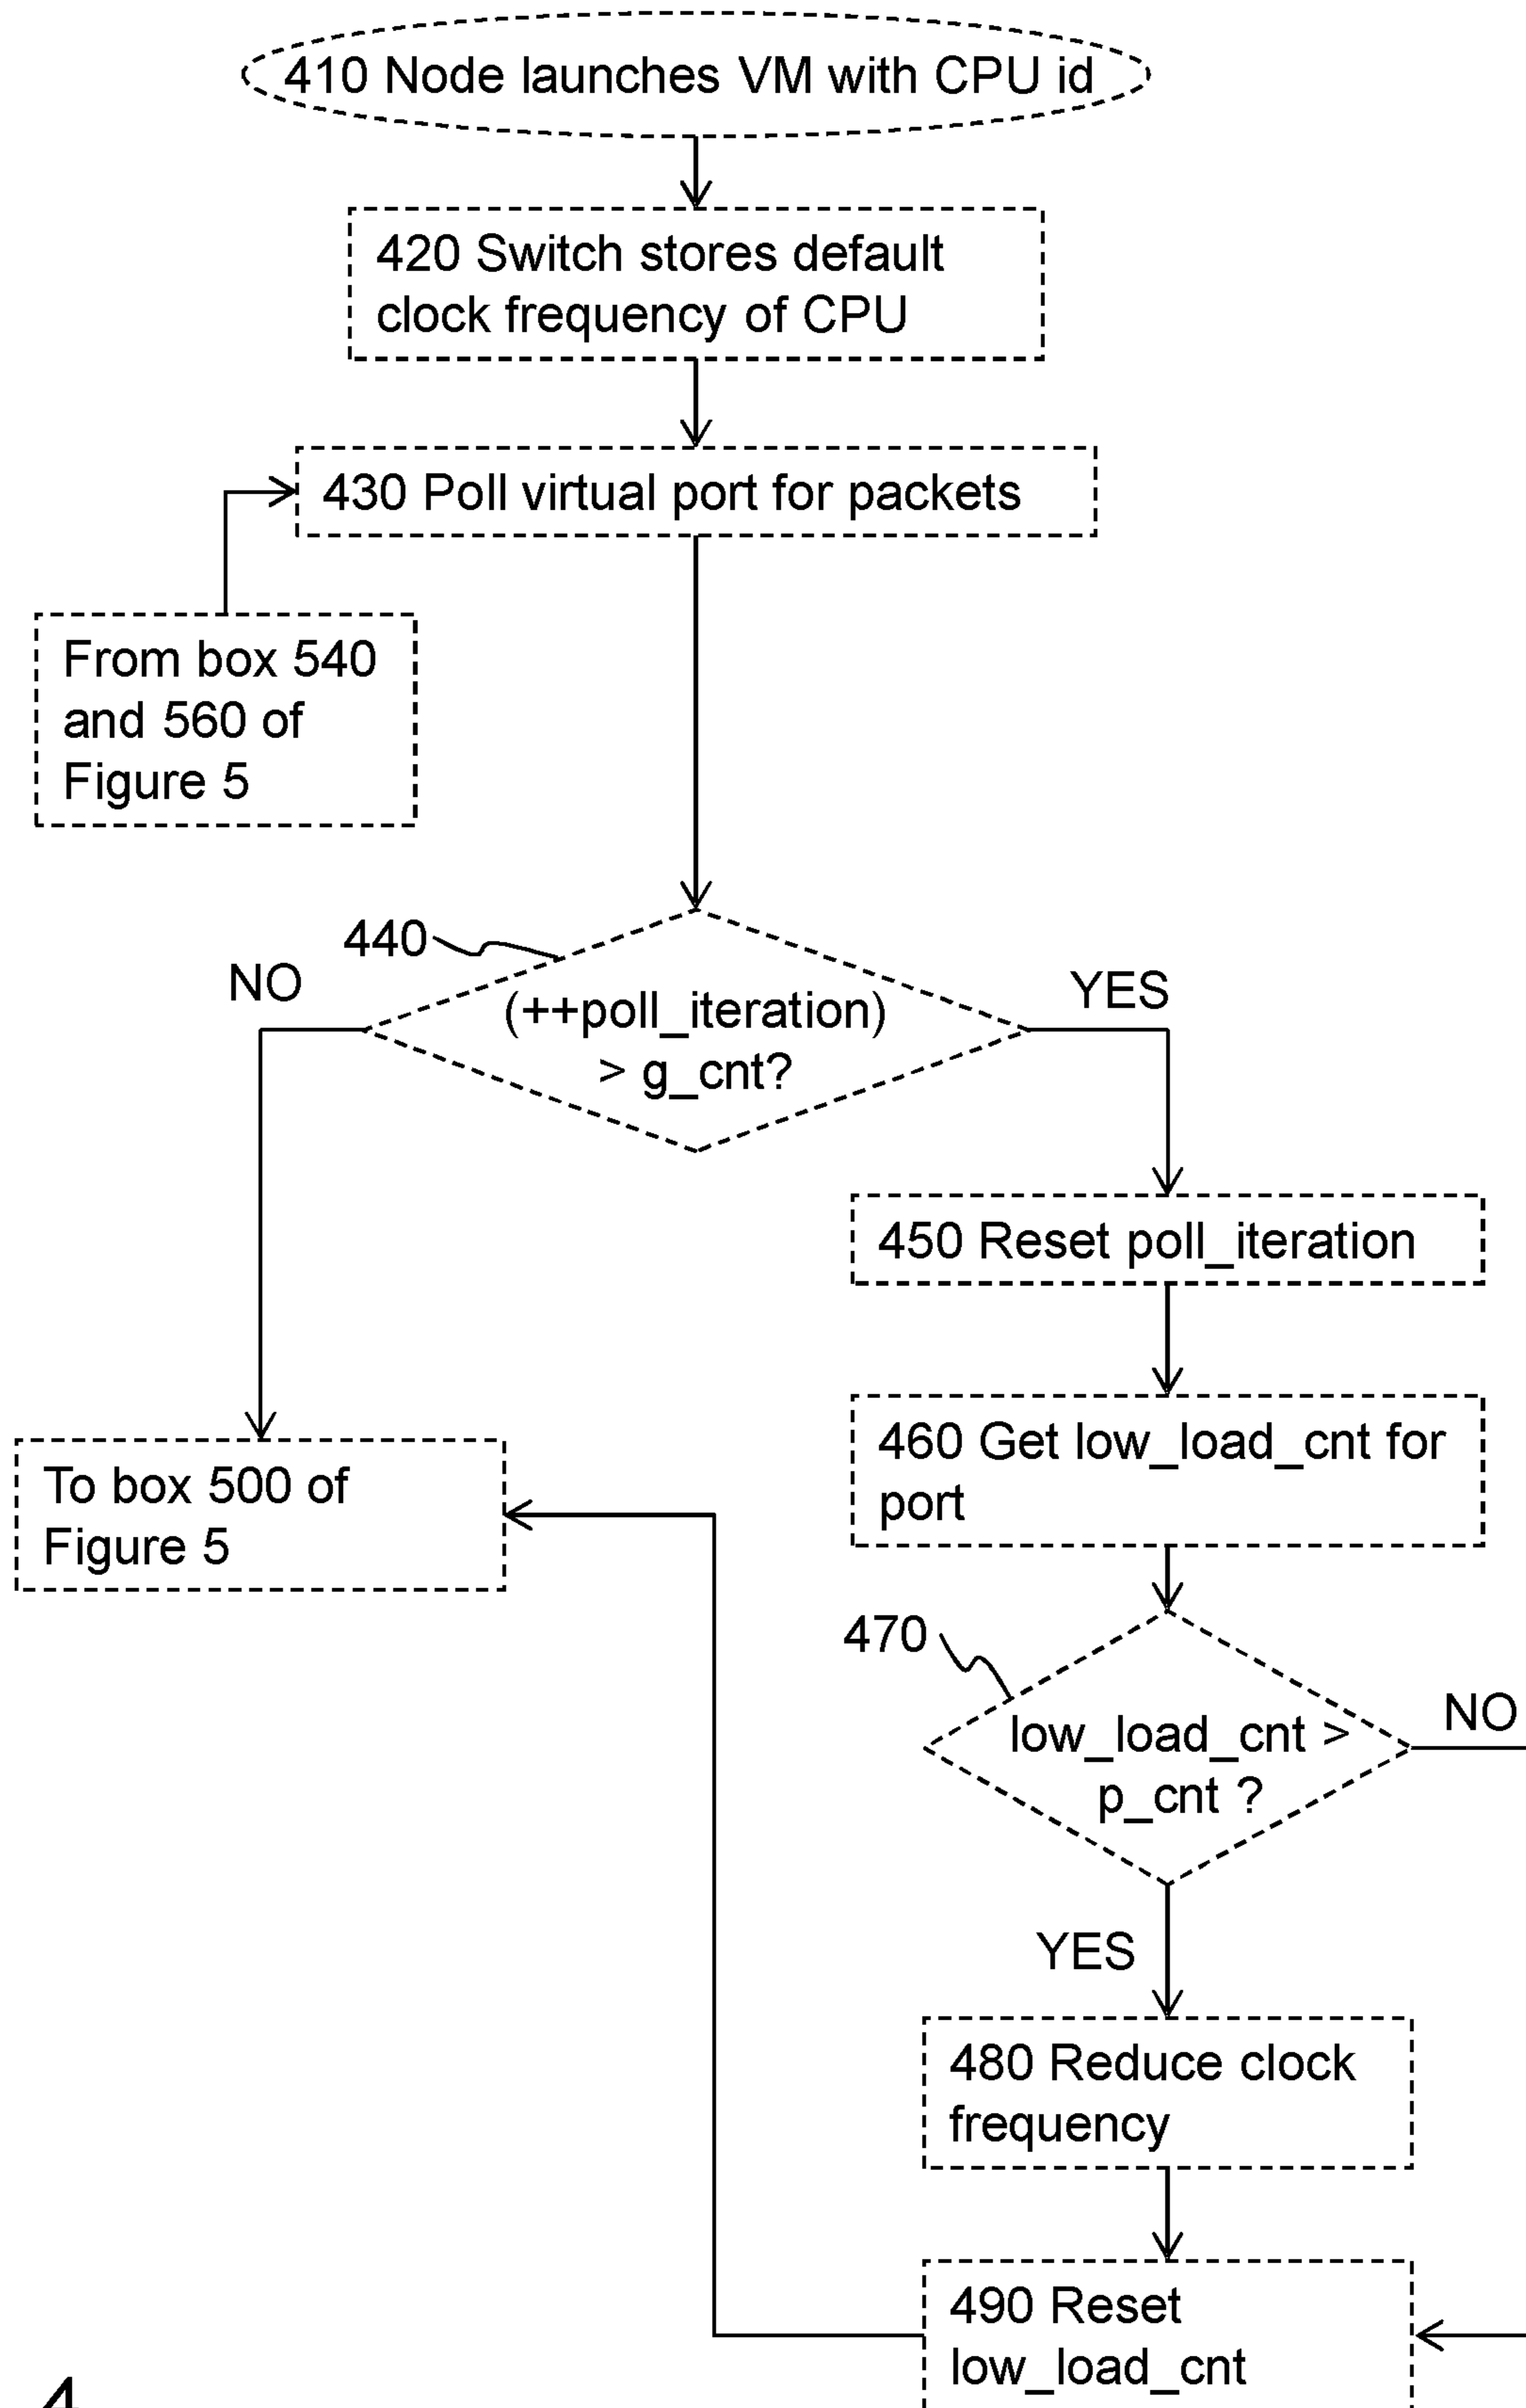 410 Node launches VM with CPU id
420 Switch stores default
clock frequency of CPU
430 Poll virtual port for packets
From box 540
and 560 of
Figure 5
440
NO
YES
(++poll_iteration)
> g_cnt?
450 Reset poll_iteration
460 Get low_load_cnt for
port
To box 500 of
Figure 5
470
NO
low_load_cnt >
p_cnt ?
YES
480 Reduce clock
frequency
490 Reset
low_load_cnt
4